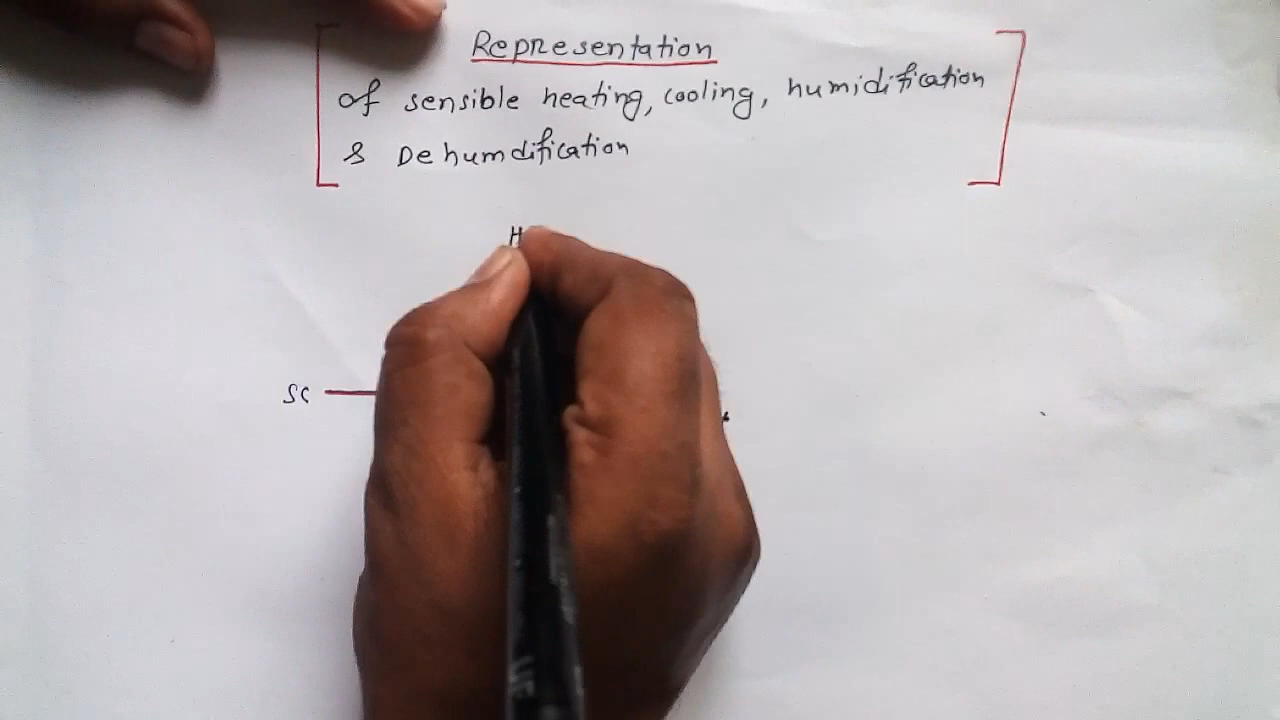 Representation
of sensible heating, cooling, humidification
& Dehumdification
H
SC